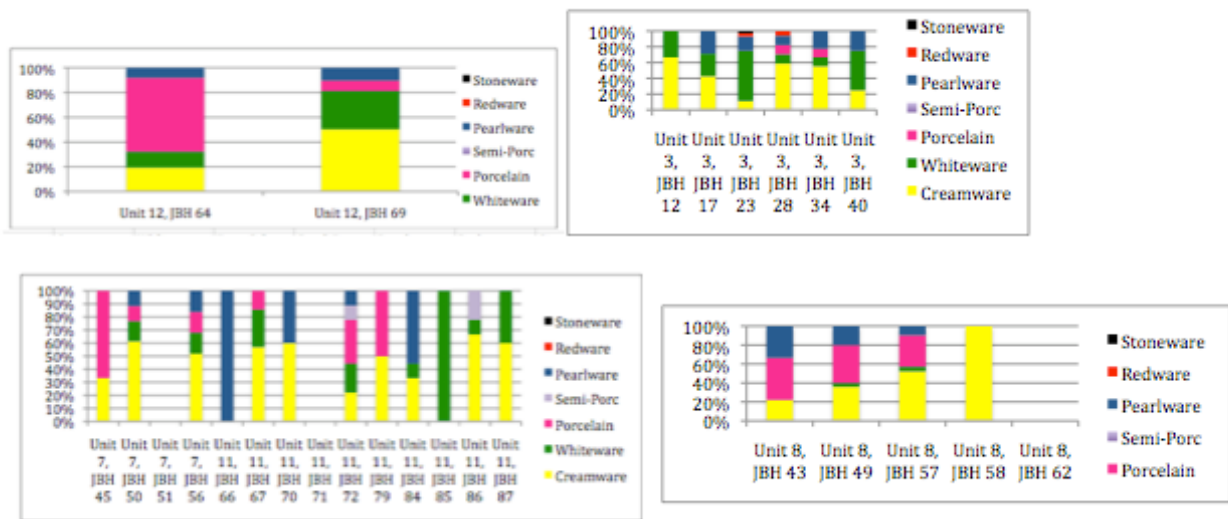 100%
80%
60%
40%
20%
0%
Unit 12, JBH 64
Unit 12, JBH 69
Stoneware
Redware
Pearlware
Semi-Porc
Porcelain
Whiteware
100%
80%
60%
40%
20%
0%
Unit Unit Unit Unit Unit Unit
3, 3, 3, 3, 3, 3,
JBH JBH JBH JBH JBH JBH
12 17 23 28 34 40
Stoneware
Redware
Pearlware
Semi-Porc
Porcelain
Whiteware
Creamware
100%
90%
80%
70%
60%
50%
40%
30%
20%
10%
0%
Unit Unit Unit Unit Unit Unit Unit Unit Unit Unit Unit Unit Unit Unit
7, 7, 7, 7, 11, 11, 11, 11, 11, 11, 11, 11, 11, 11,
JBH JBH JBH JBH JBH JBH JBH JBH JBH JBH JBH JBH JBH JBH
45 50 51 56 66 67 70 71 72 79 84 85 86 87
Stoneware
Redware
Pearlware
Semi-Porc
Porcelain
Whiteware
Creamware
100%
80%
60%
40%
20%
0%
Unit 8, Unit 8, Unit 8, Unit 8, Unit 8,
JBH 43 JBH 49 JBH 57 JBH 58 JBH 62
Stoneware
Redware
Pearlware
Semi-Porc
Porcelain